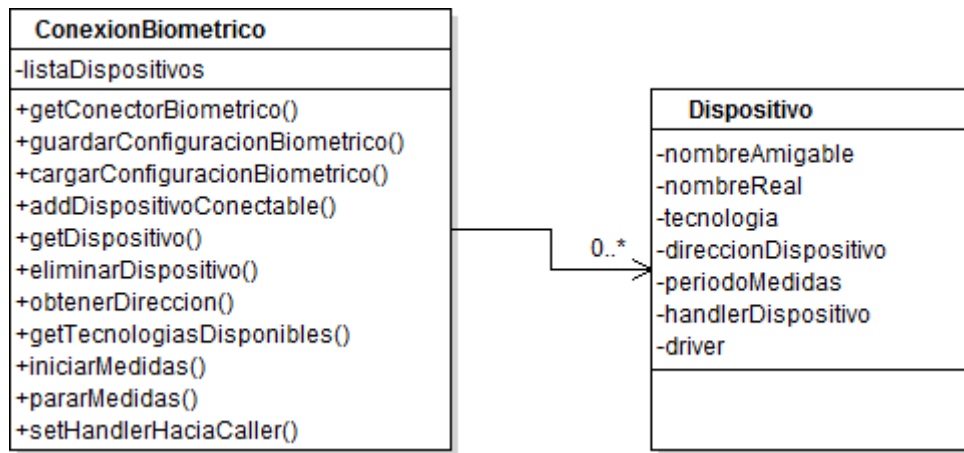 ConexionBiometrico
-listaDispositivos
+getConectorBiometrico()
+guardarConfiguracionBiometrico()
+cargarConfiguracionBiometrico()
+addDispositivoConectable()
+getDispositivo()
+eliminarDispositivo()
+obtenerDireccion()
+getTecnologiasDisponibles()
+iniciarMedidas()
+pararMedidas()
+setHandlerHaciaCaller()
0..*
Dispositivo
-nombreAmigable
-nombreReal
-tecnologia
-direccionDispositivo
-periodoMedidas
-handlerDispositivo
-driver